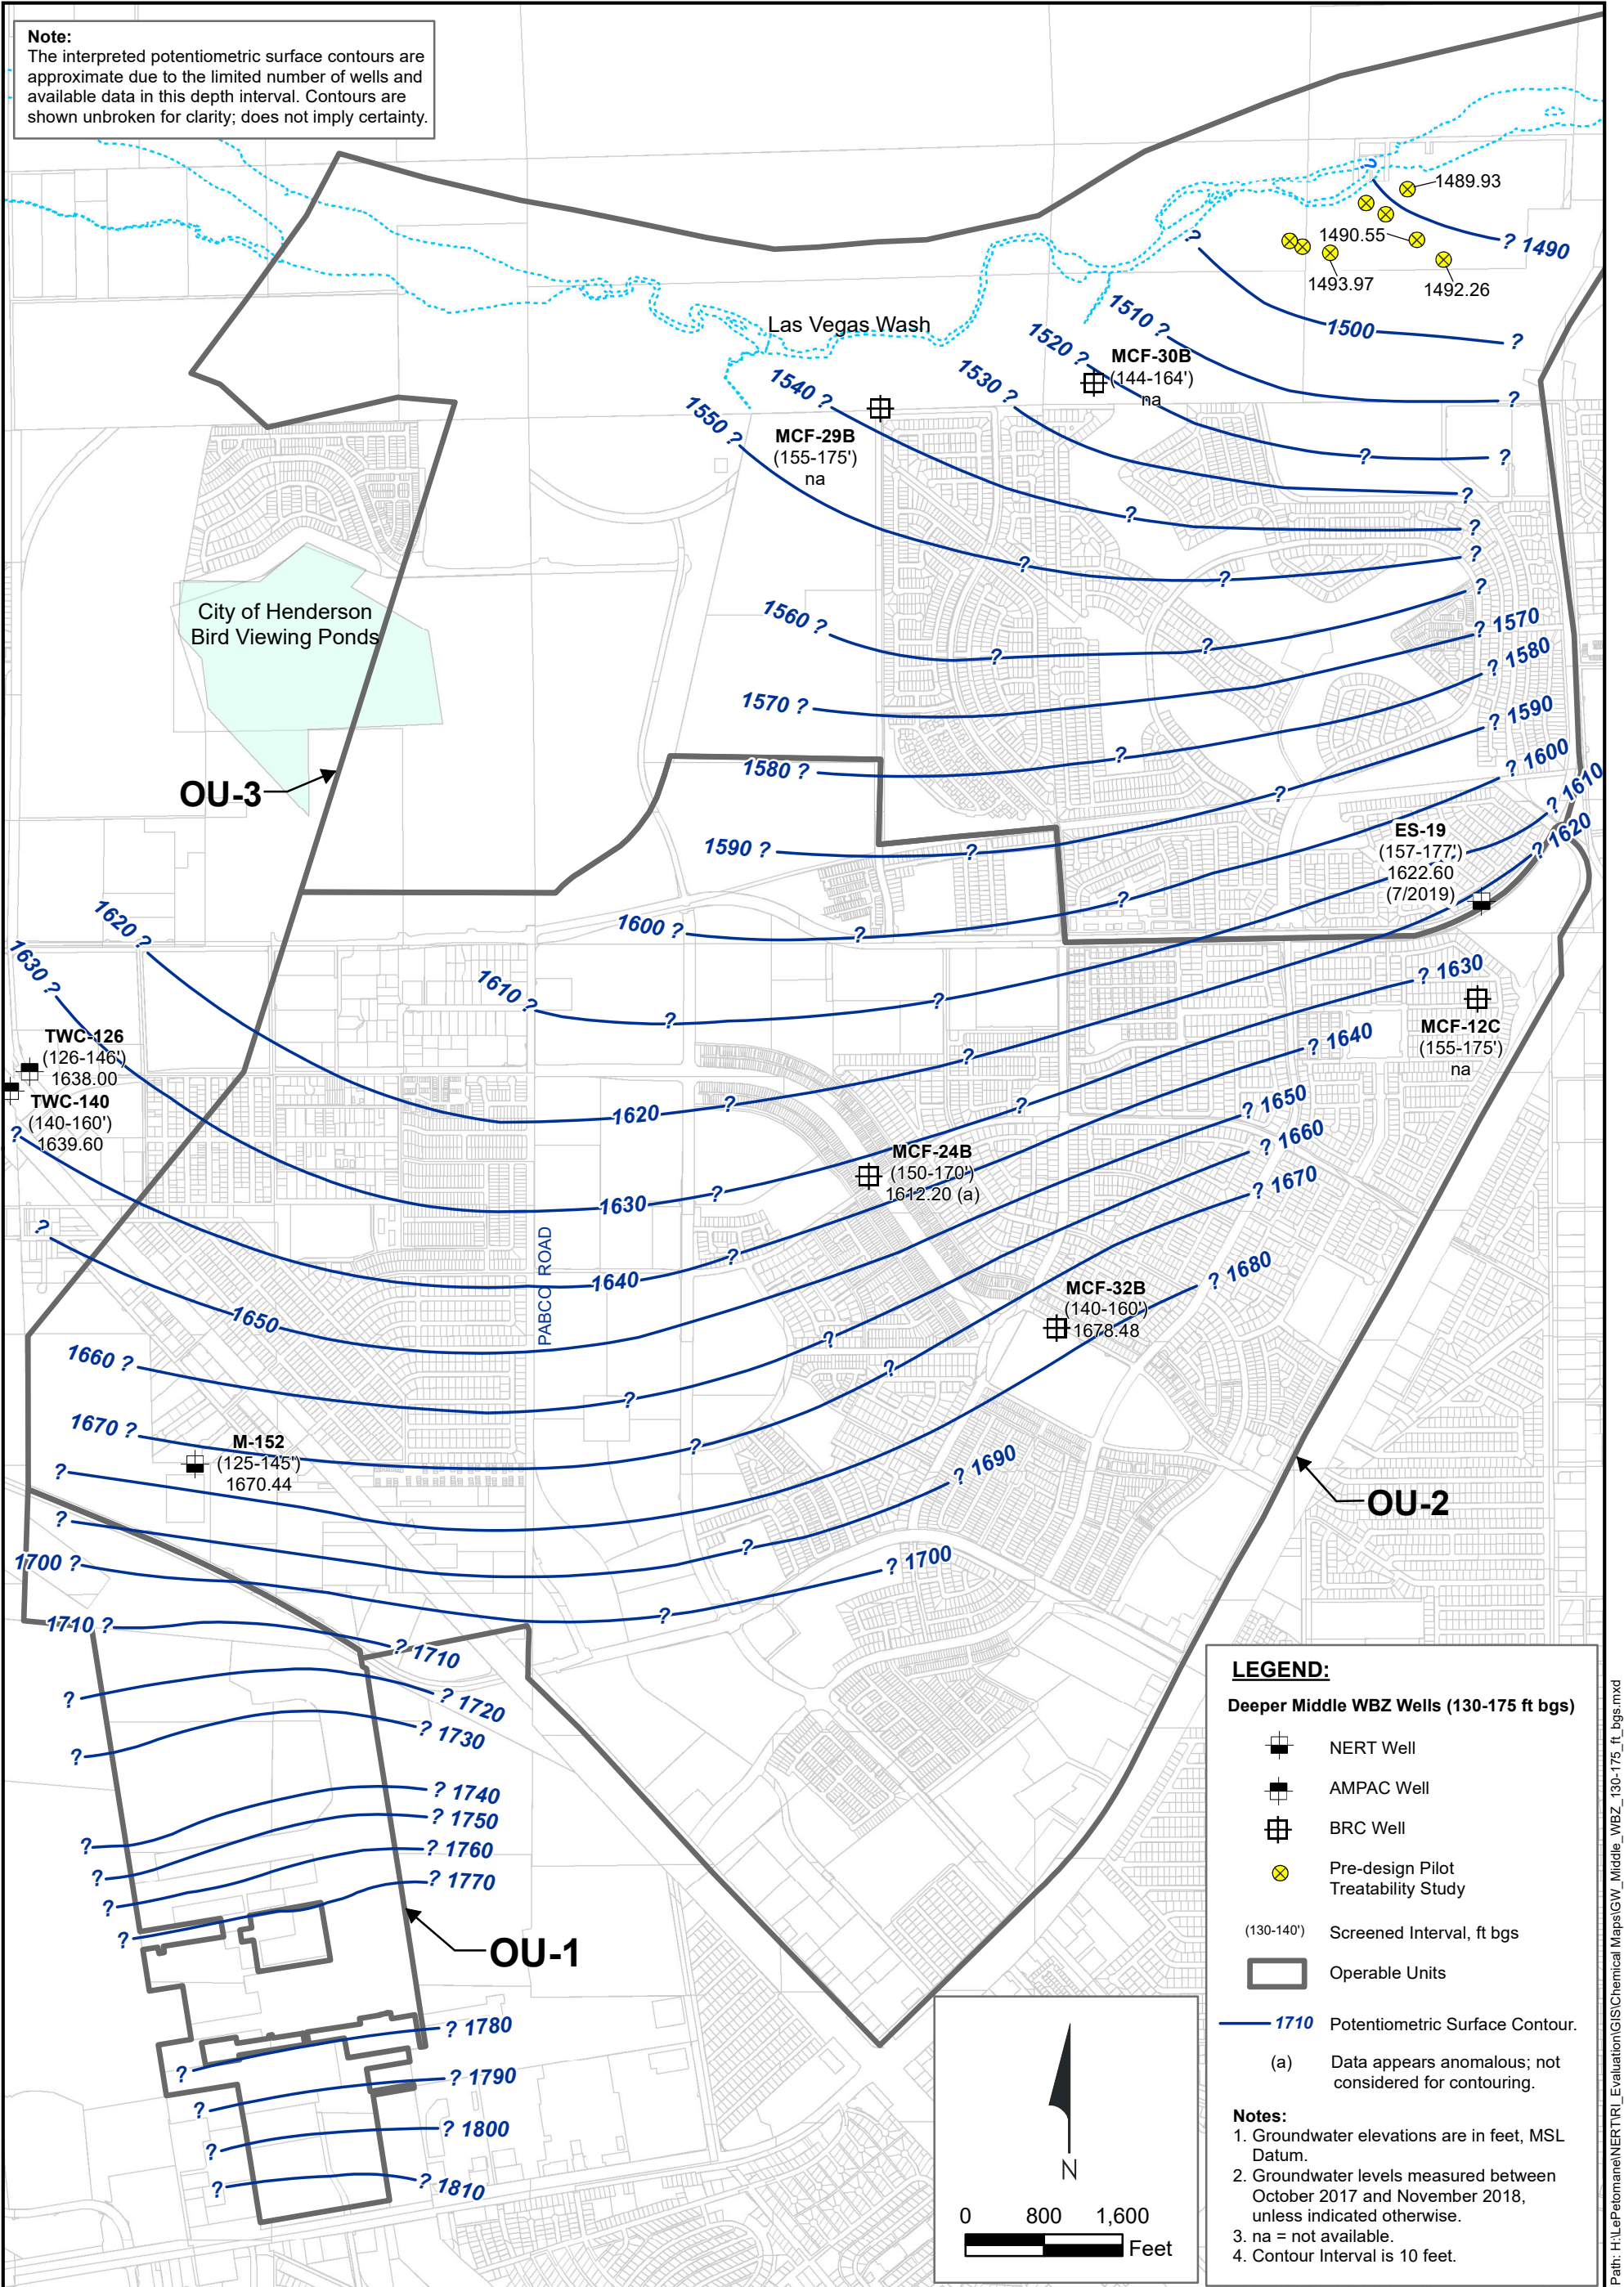 Note:
The interpreted potentiometric surface contours are
approximate due to the limited number of wells and
available data in this depth interval. Contours are
shown unbroken for clarity; does not imply certainty.
?
1489.93
1490.55
? 1490
1493.97
1492.26
?
1500
?
Las Vegas Wash
1510 ?
?
1520 ?
MCF-30B
(144-164')
na
?
?
1530 ?
?
1540 ?
MCF-29B
(155-175')
na
?
?
1550 ?
?
?
?
City of Henderson
Bird Viewing Ponds
1560 ?
?
?
?
1570 ?
? 1570
1580 ?
?
? 1580
OU-3
1590 ?
?
?
? 1590
1600 ?
?
?
? 1600
? 1610
? 1620
ES-19
(157-177')
1622.60
(7/2019)
1620 ?
1630 ?
1610 ?
?
?
? 1630
MCF-12C
(155-175')
na
TWC-126
(126-146')
1638.00
TWC-140
(140-160')
1639.60
?
1620
?
?
? 1640
? 1650
? 1660
? 1670
MCF-24B
(150-170')
1612.20 (a)
1630
?
?
?
1640
PABCO ROAD
? 1680
MCF-32B
(140-160')
1678.48
1650
?
1660 ?
?
?
1670 ?
?
M-152
(125-145')
1670.44
?
? 1690
OU-2
?
?
1700 ?
?
? 1700
1710 ?
? 1710
?
? 1720
?
? 1730
?
? 1740
?
? 1750
?
? 1760
?
? 1770
OU-1
?
? 1780
?
? 1790
?
? 1800
?
? 1810
N
0 800 1,600
Feet
LEGEND:
Deeper Middle WBZ Wells (130-175 ft bgs)
NERT Well
AMPAC Well
BRC Well
Pre-design Pilot
Treatability Study
(130-140') Screened Interval, ft bgs
Operable Units
1710 Potentiometric Surface Contour.
(a) Data appears anomalous; not
considered for contouring.
Notes:
1. Groundwater elevations are in feet, MSL
Datum.
2. Groundwater levels measured between
October 2017 and November 2018,
unless indicated otherwise.
3. na = not available.
4. Contour Interval is 10 feet.
Path: H:\LePetomane\NERT\RI_Evaluation\GIS\Chemical Maps\GW_Middle_WBZ_130-175_ft_bgs.mxd